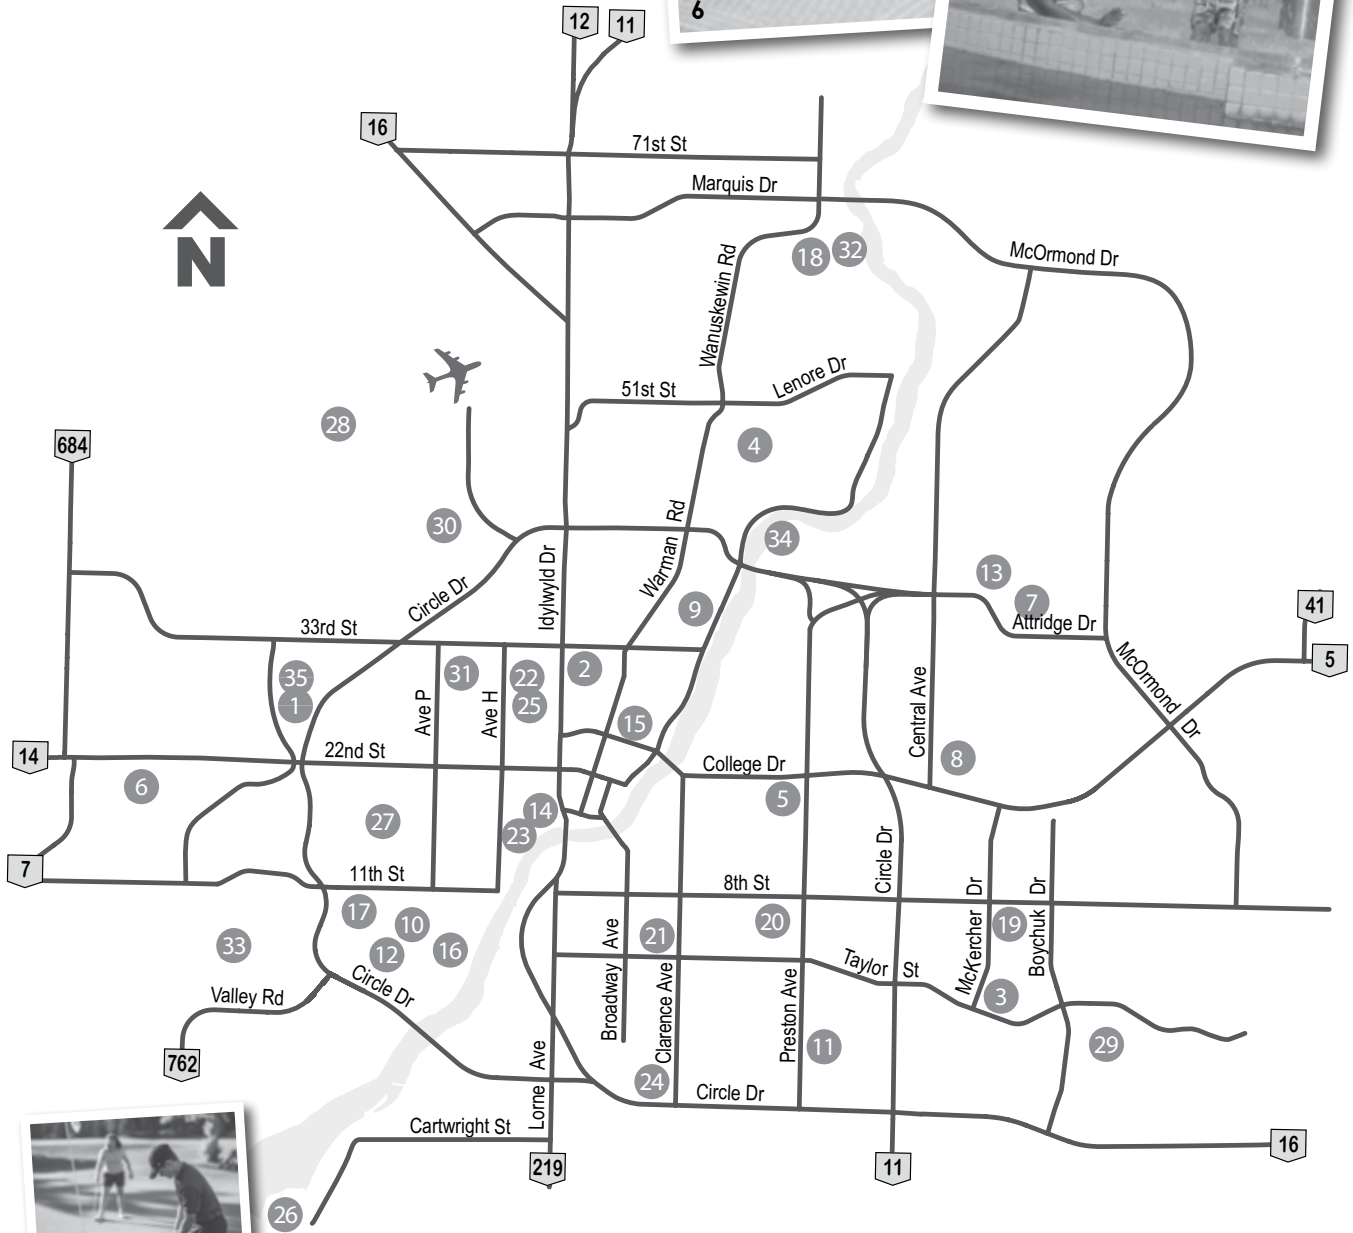 6
12
11
16
71st St
Marquis Dr
N
Wanuskewin Rd
18
32
McOrmond Dr
51st St
Lenore Dr
28
684
4
30
Warman Rd
34
Idylwyld Dr
Circle Dr
13
7
Attridge Dr
41
5
9
33rd St
35
1
Ave P
31
Ave H
22
25
2
15
Central Ave
McOrmond Dr
14
22nd St
College Dr
8
6
27
14
23
5
7
11th St
8th St
Circle Dr
McKercher Dr
Boychuk Dr
17
10
12
16
33
Broadway Ave
21
20
19
Clarence Ave
Preston Ave
Taylor St
3
Valley Rd
Circle Dr
762
11
29
24
Circle Dr
Lorne Ave
Cartwright St
219
11
16
26